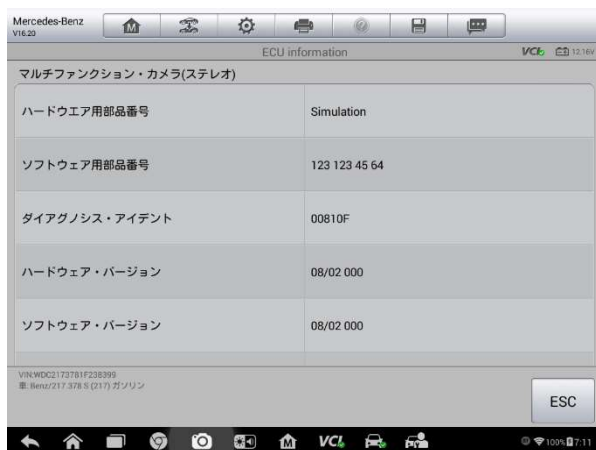 Mercedes-Benz
V16.20
ECU information
VCI 12.16V
マルチファンクション・カメラ(ステレオ)
ハードウエア用部品番号 Simulation
ソフトウェア用部品番号 123 123 45 64
ダイアグノシス・アイデント 00810F
ハードウェア・バージョン 08/02 000
ソフトウェア・バージョン 08/02 000
VIN:WDC2173781F238399
車: Benz/217.378 S (217) ガソリン
ESC
VCI 100% 7:11